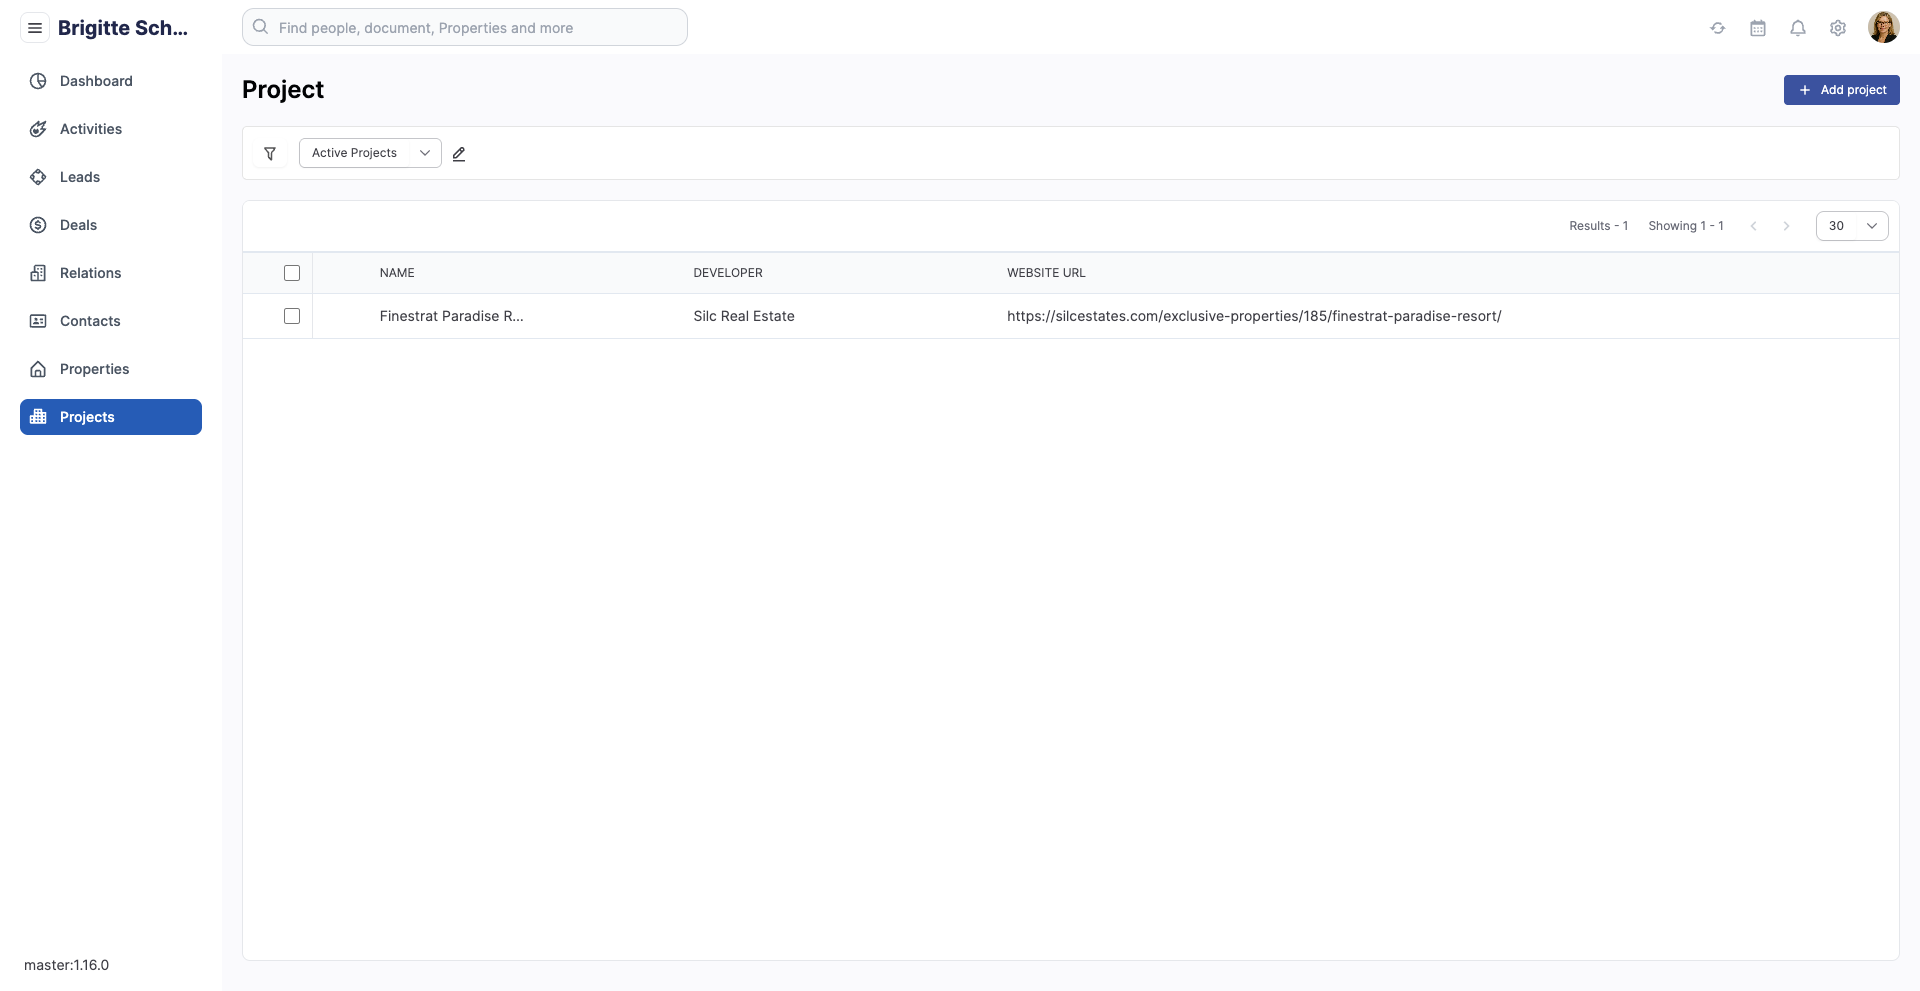 Brigitte Sch...
Find people, document, Properties and more
Dashboard
Activities
Leads
Deals
Relations
Contacts
Properties
Projects
master:1.16.0
Project
Add project
Active Projects
Results - 1 Showing 1 - 1 30
NAME DEVELOPER WEBSITE URL
Finestrat Paradise R... Silc Real Estate https://silcestates.com/exclusive-properties/185/finestrat-paradise-resort/